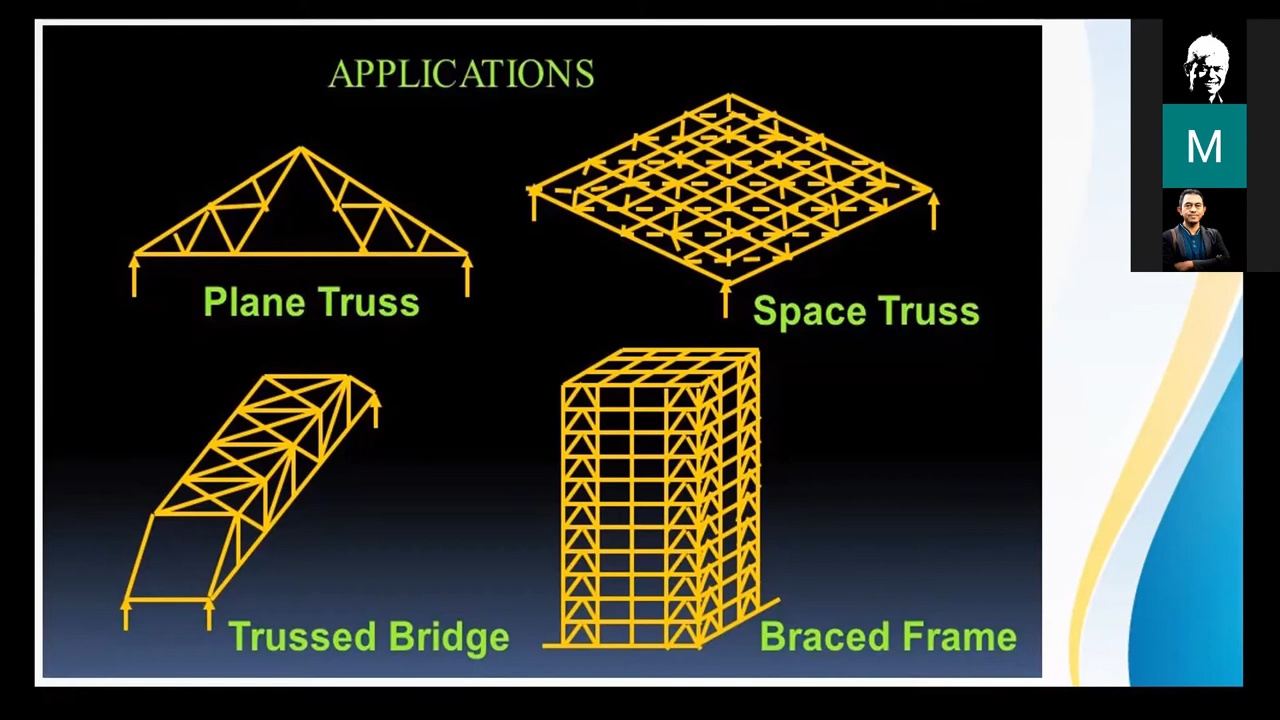 APPLICATIONS
Plane Truss
Space Truss
Trussed Bridge
Braced Frame
M